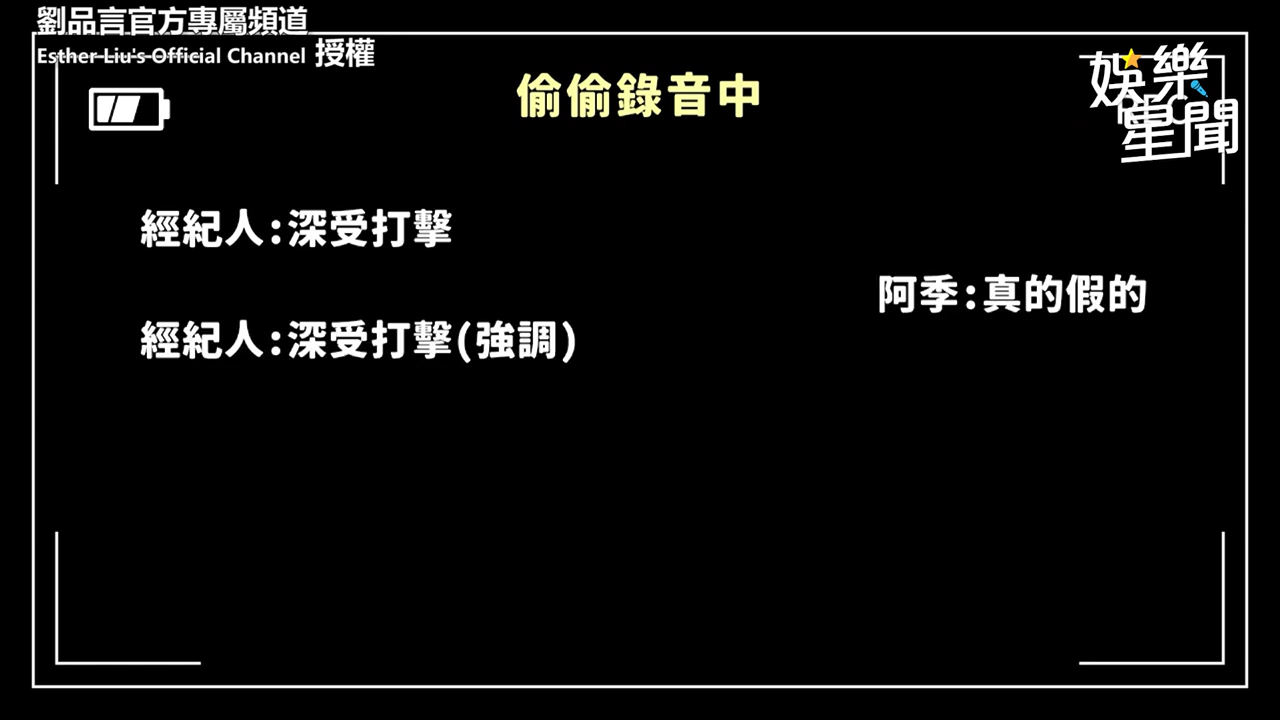 劉品言官方專屬頻道
Esther Liu's Official Channel 授權
娛樂
星聞
REC
偷偷錄音中
經紀人:深受打擊
阿季:真的假的
經紀人:深受打擊(強調)